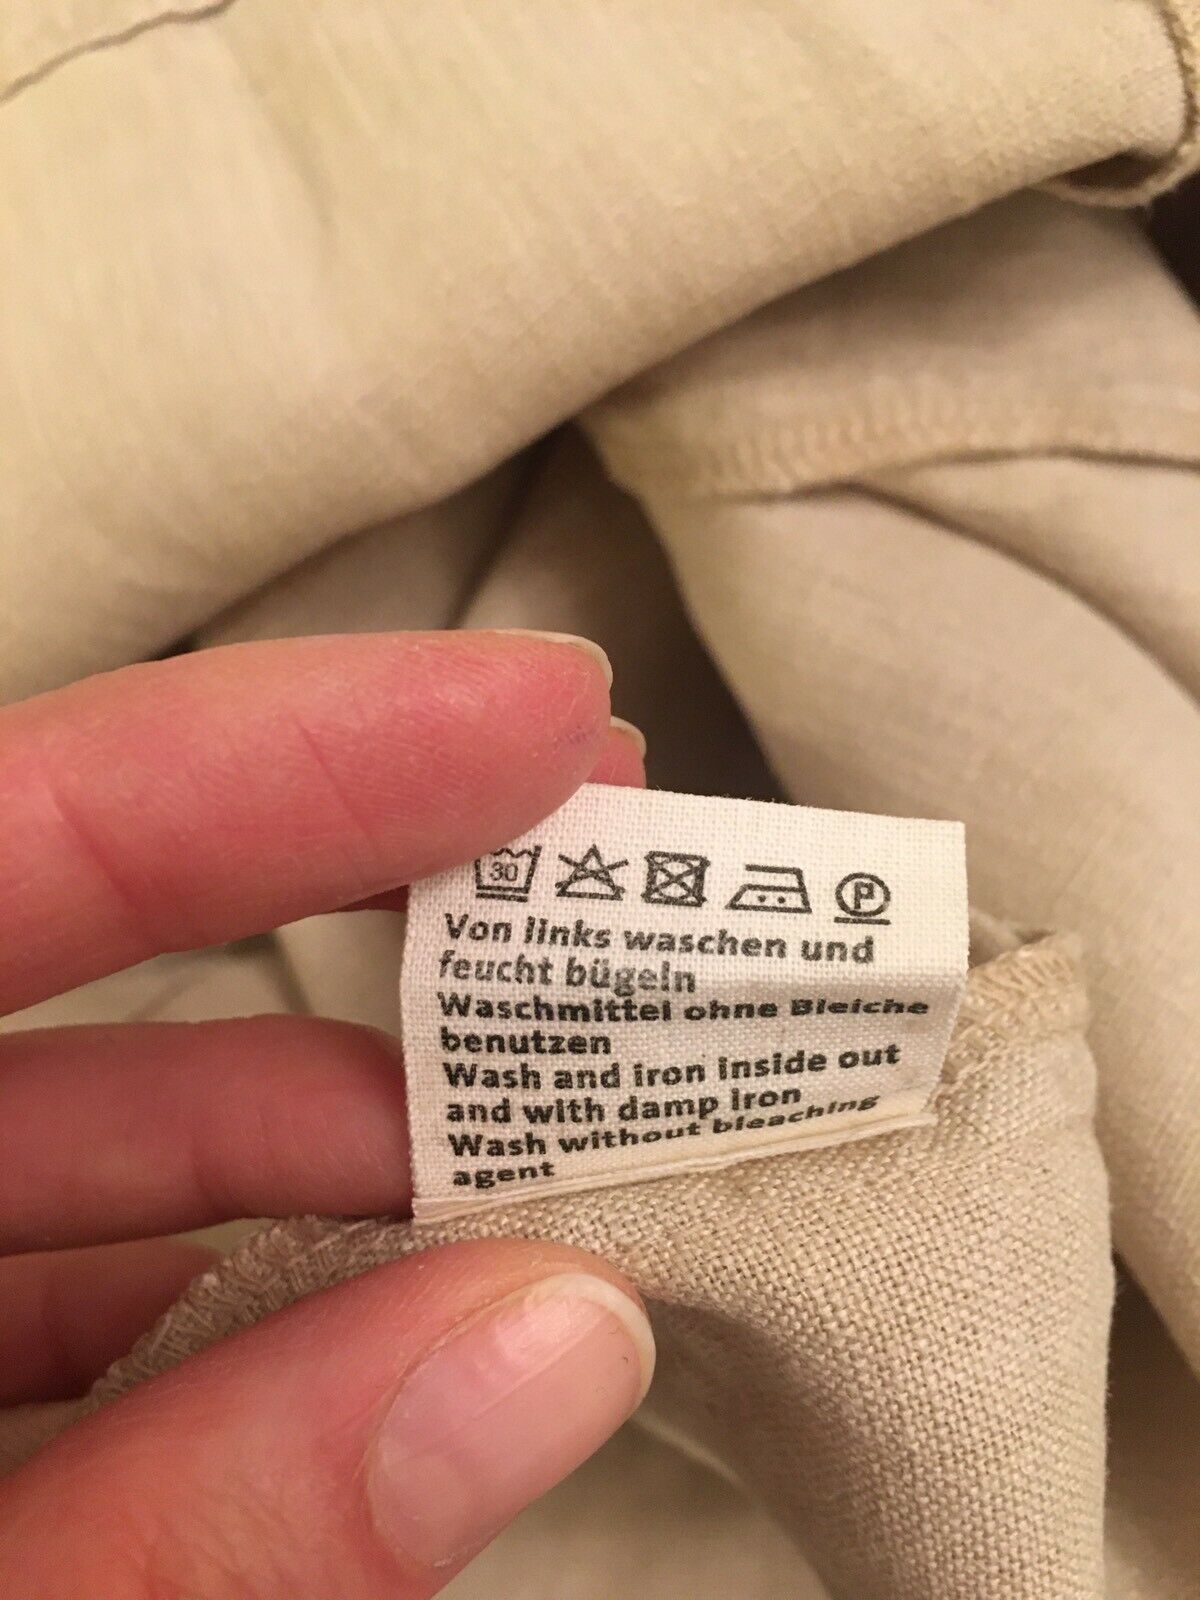 30 P
Von links waschen und
feucht bügeln
Waschmittel ohne Bleiche
benutzen
Wash and iron inside out
and with damp iron
Wash without bleaching
agent